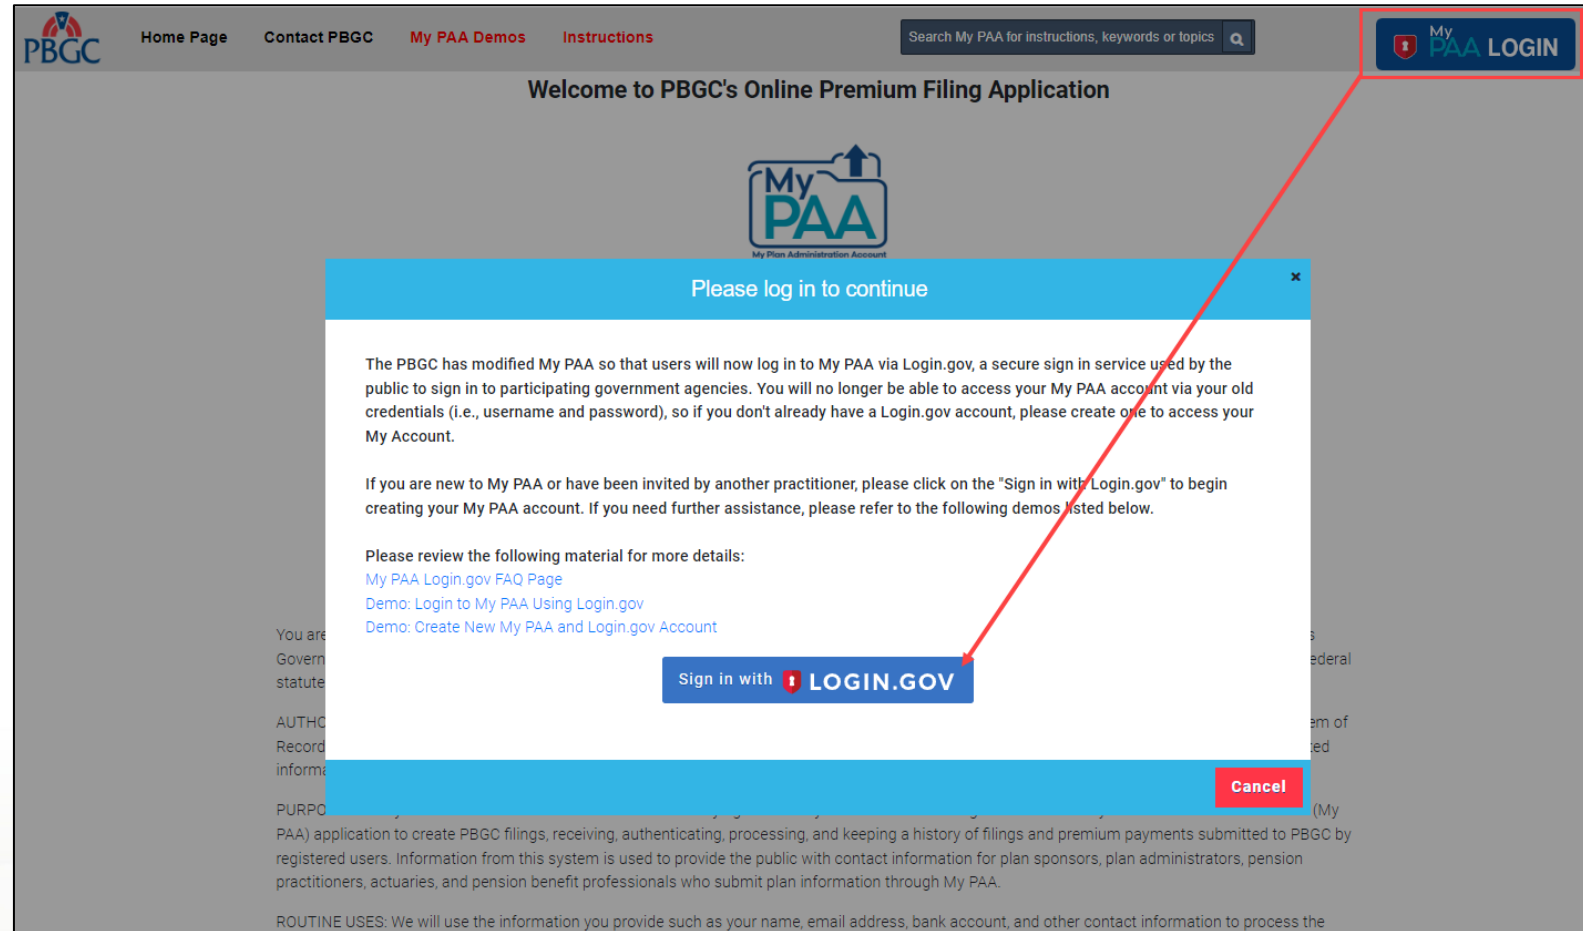 PBGC
Home Page
Contact PBGC
My PAA Demos
Instructions
Search My PAA for instructions, keywords or topics
My
PAA LOGIN
Welcome to PBGC's Online Premium Filing Application
My
PAA
My Plan Administration Account
Please log in to continue
×
The PBGC has modified My PAA so that users will now log in to My PAA via Login.gov, a secure sign in service used by the
public to sign in to participating government agencies. You will no longer be able to access your My PAA account via your old
credentials (i.e., username and password), so if you don't already have a Login.gov account, please create one to access your
My Account.
If you are new to My PAA or have been invited by another practitioner, please click on the "Sign in with Login.gov" to begin
creating your My PAA account. If you need further assistance, please refer to the following demos listed below.
Please review the following material for more details:
My PAA Login.gov FAQ Page
Demo: Login to My PAA Using Login.gov
Demo: Create New My PAA and Login.gov Account
Sign in with LOGIN.GOV
Cancel
You are
Govern ederal
statute
AUTHO em of
Record
informa
PURPO (My
PAA) application to create PBGC filings, receiving, authenticating, processing, and keeping a history of filings and premium payments submitted to PBGC by
registered users. Information from this system is used to provide the public with contact information for plan sponsors, plan administrators, pension
practitioners, actuaries, and pension benefit professionals who submit plan information through My PAA.
ROUTINE USES: We will use the information you provide such as your name, email address, bank account, and other contact information to process the